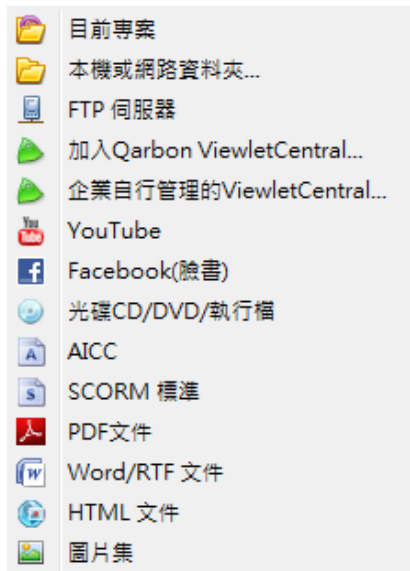 目前專案
本機或網路資料夾...
FTP 伺服器
加入Qarbon ViewletCentral...
企業自行管理的ViewletCentral...
You Tube YouTube
f Facebook(臉書)
光碟CD/DVD/執行檔
A AICC
S SCORM 標準
PDF文件
W Word/RTF 文件
HTML 文件
圖片集